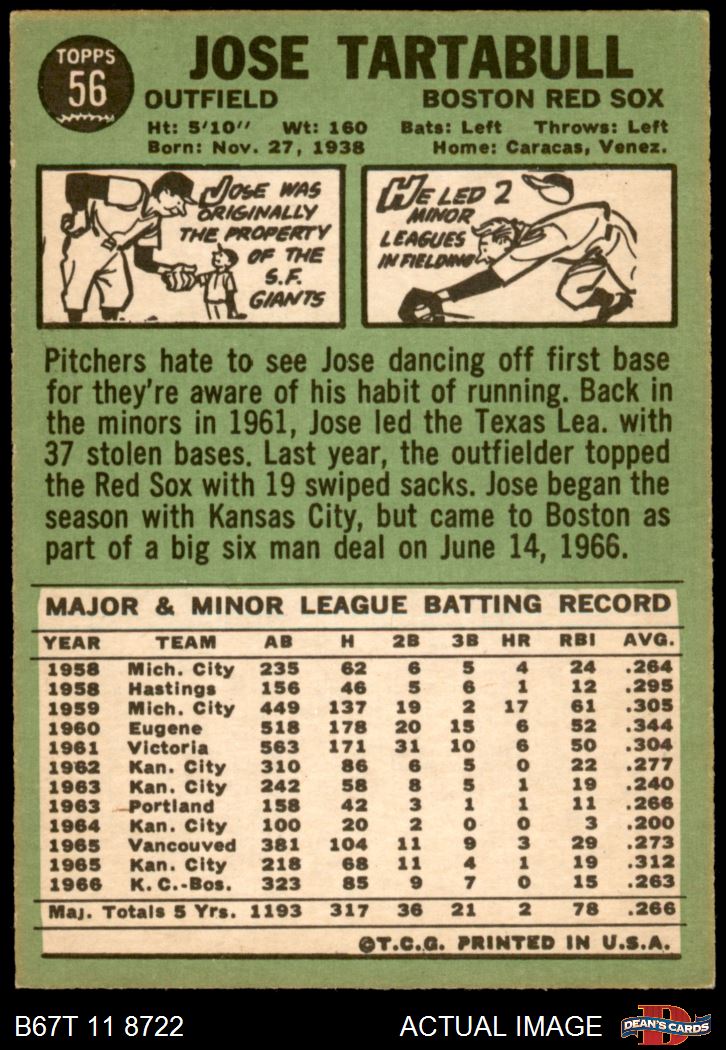 TOPPS
56
JOSE TARTABULL
OUTFIELD BOSTON RED SOX
Ht: 5'10" Wt: 160 Bats: Left Throws: Left
Born: Nov. 27, 1938 Home: Caracas, Venez.
JOSE WAS
ORIGINALLY
THE PROPERTY
OF THE
S.F.
GIANTS
HE LED 2
MINOR
LEAGUES
IN FIELDING
Pitchers hate to see Jose dancing off first base
for they're aware of his habit of running. Back in
the minors in 1961, Jose led the Texas Lea. with
37 stolen bases. Last year, the outfielder topped
the Red Sox with 19 swiped sacks. Jose began the
season with Kansas City, but came to Boston as
part of a big six man deal on June 14, 1966.
MAJOR & MINOR LEAGUE BATTING RECORD
YEAR TEAM AB H 2B 3B HR RBI AVG.
1958 Mich. City 235 62 6 5 4 24 .264
1958 Hastings 156 46 5 6 1 12 .295
1959 Mich. City 449 137 19 2 17 61 .305
1960 Eugene 518 178 20 15 6 52 .344
1961 Victoria 563 171 31 10 6 50 .304
1962 Kan. City 310 86 6 5 0 22 .277
1963 Kan. City 242 58 8 5 1 19 .240
1963 Portland 158 42 3 1 1 11 .266
1964 Kan. City 100 20 2 0 0 3 .200
1965 Vancouved 381 104 11 9 3 29 .273
1965 Kan. City 218 68 11 4 1 19 .312
1966 K. C.-Bos. 323 85 9 7 0 15 .263
Maj. Totals 5 Yrs. 1193 317 36 21 2 78 .266
©T.C.G. PRINTED IN U.S.A.
B67T 11 8722 ACTUAL IMAGE
D
DEAN'S CARDS